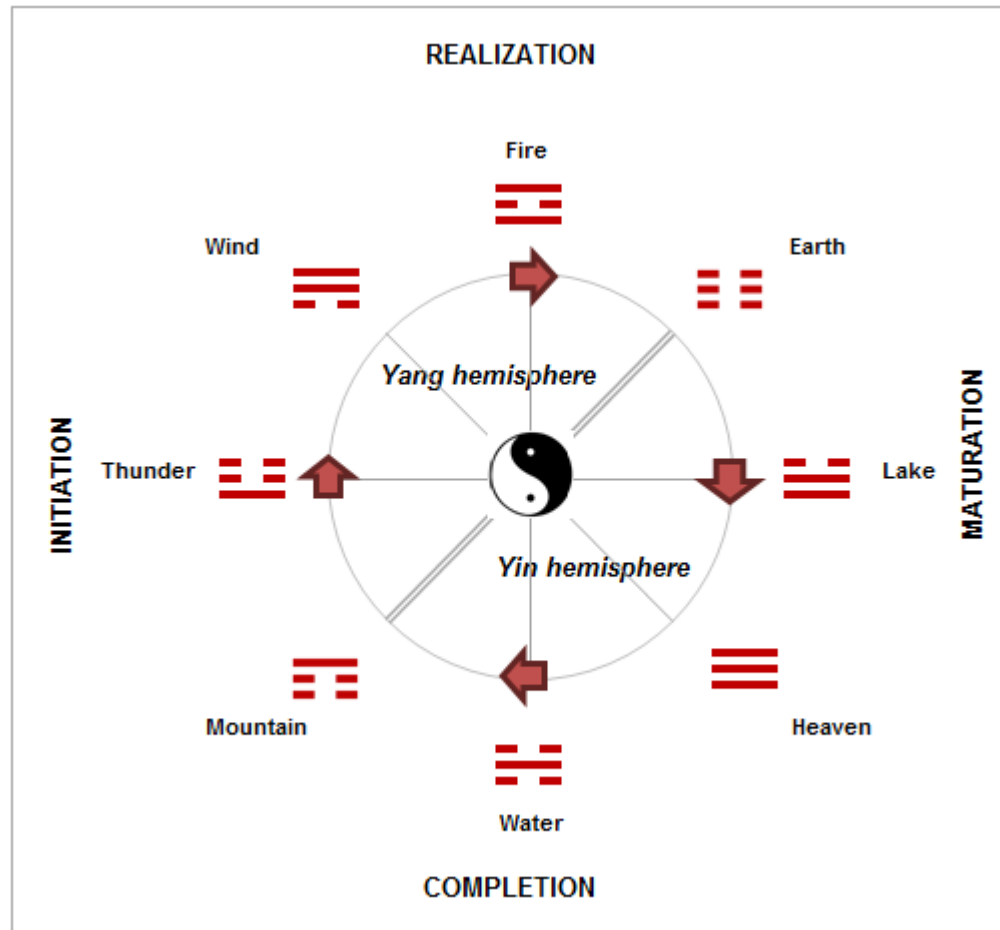 REALIZATION
Fire
Wind
Earth
Yang hemisphere
INITIATION
Thunder
Lake
MATURATION
Yin hemisphere
Mountain
Heaven
Water
COMPLETION